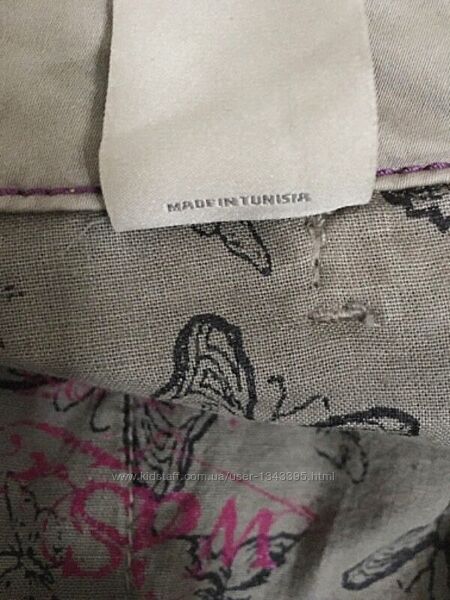 MADE IN TUNISIA
www.kidstaff.com.ua/user-1343395.html